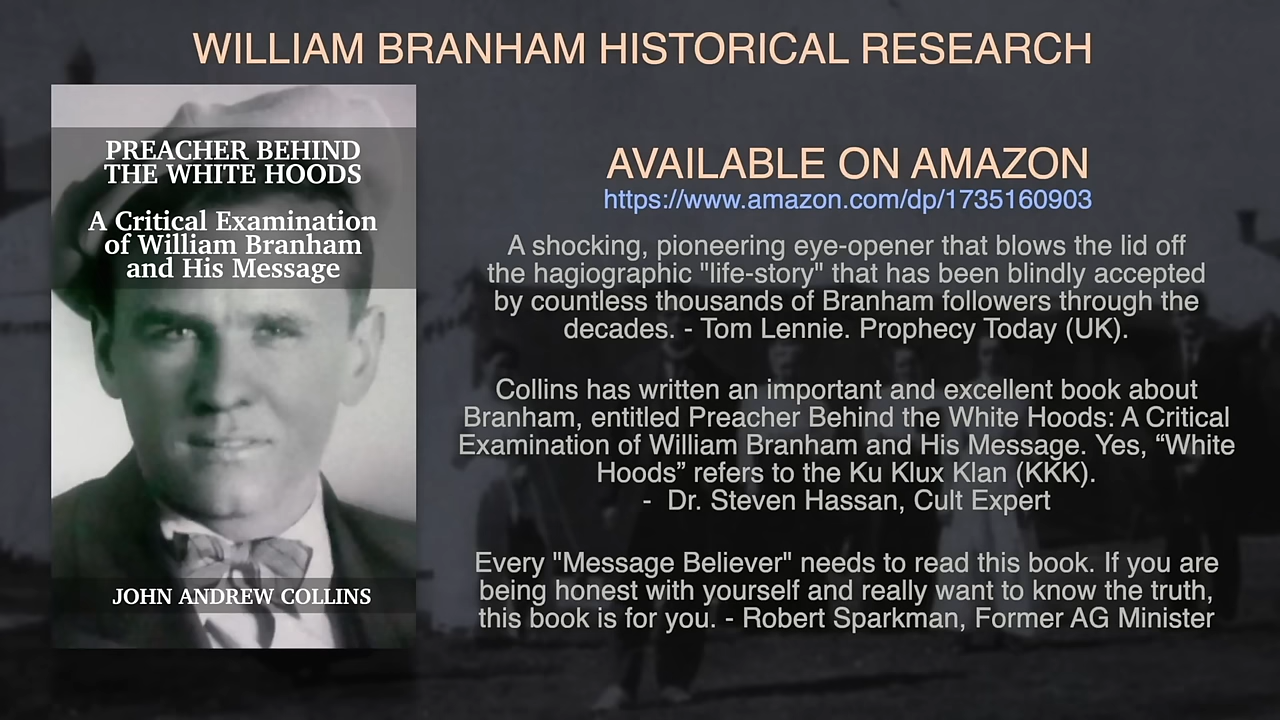 WILLIAM BRANHAM HISTORICAL RESEARCH
PREACHER BEHIND
THE WHITE HOODS
A Critical Examination
of William Branham
and His Message
JOHN ANDREW COLLINS
AVAILABLE ON AMAZON
https://www.amazon.com/dp/1735160903
A shocking, pioneering eye-opener that blows the lid off
the hagiographic "life-story" that has been blindly accepted
by countless thousands of Branham followers through the
decades. - Tom Lennie. Prophecy Today (UK).
Collins has written an important and excellent book about
Branham, entitled Preacher Behind the White Hoods: A Critical
Examination of William Branham and His Message. Yes, “White
Hoods” refers to the Ku Klux Klan (KKK).
- Dr. Steven Hassan, Cult Expert
Every "Message Believer" needs to read this book. If you are
being honest with yourself and really want to know the truth,
this book is for you. - Robert Sparkman, Former AG Minister